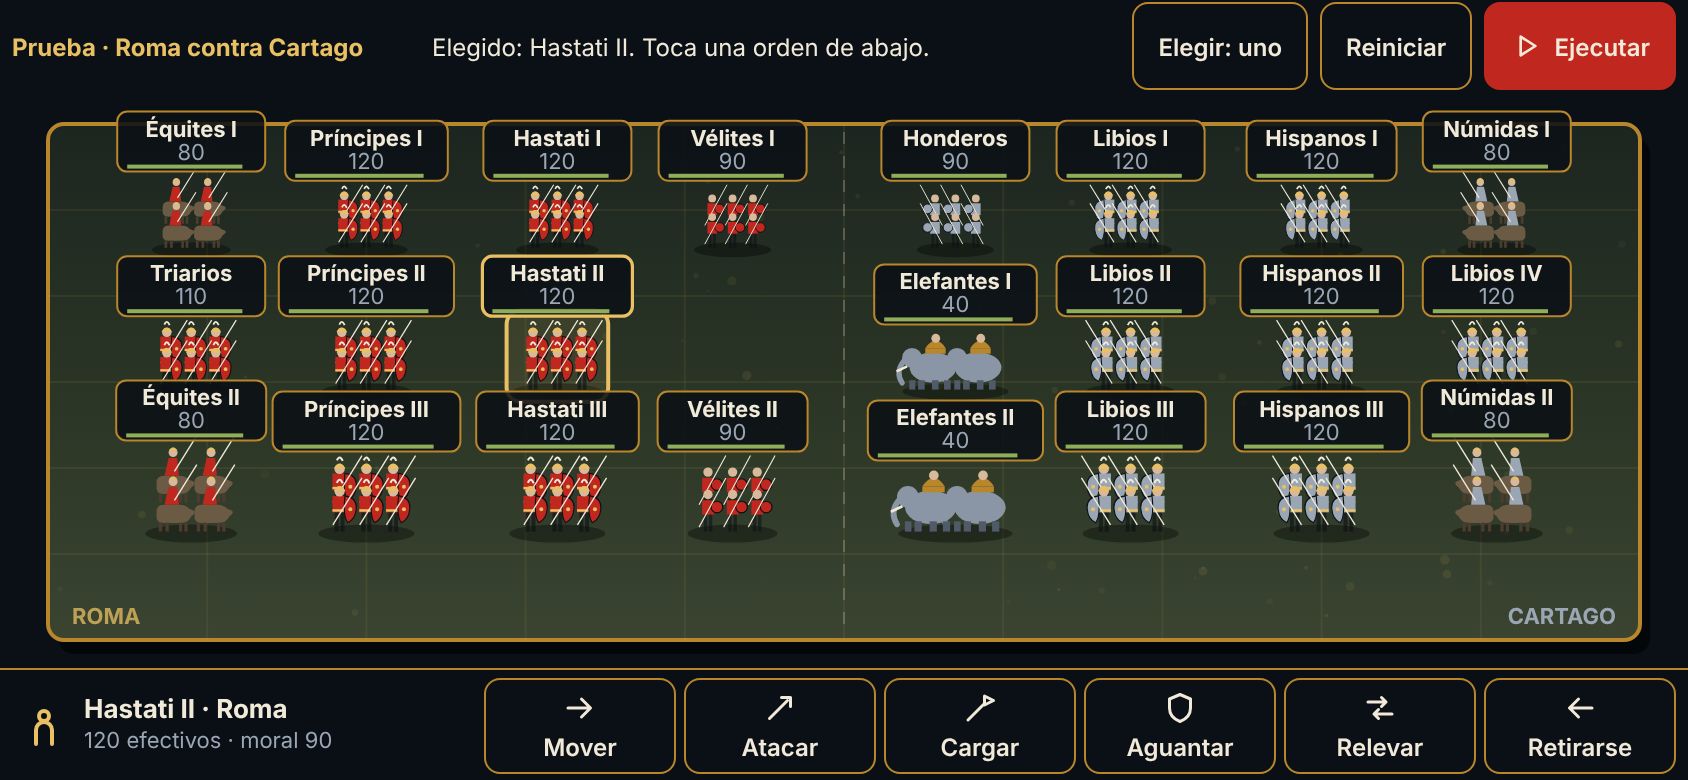 Prueba · Roma contra Cartago
Elegido: Hastati II. Toca una orden de abajo.
Elegir: uno
Reiniciar
Ejecutar
Équites I
80
Príncipes I
120
Hastati I
120
Vélites I
90
Honderos
90
Libios I
120
Hispanos I
120
Númidas I
80
Triarios
110
Príncipes II
120
Hastati II
120
Elefantes I
40
Libios II
120
Hispanos II
120
Libios IV
120
Équites II
80
Príncipes III
120
Hastati III
120
Vélites II
90
Elefantes II
40
Libios III
120
Hispanos III
120
Númidas II
80
ROMA
CARTAGO
Hastati II · Roma
120 efectivos · moral 90
Mover
Atacar
Cargar
Aguantar
Relevar
Retirarse